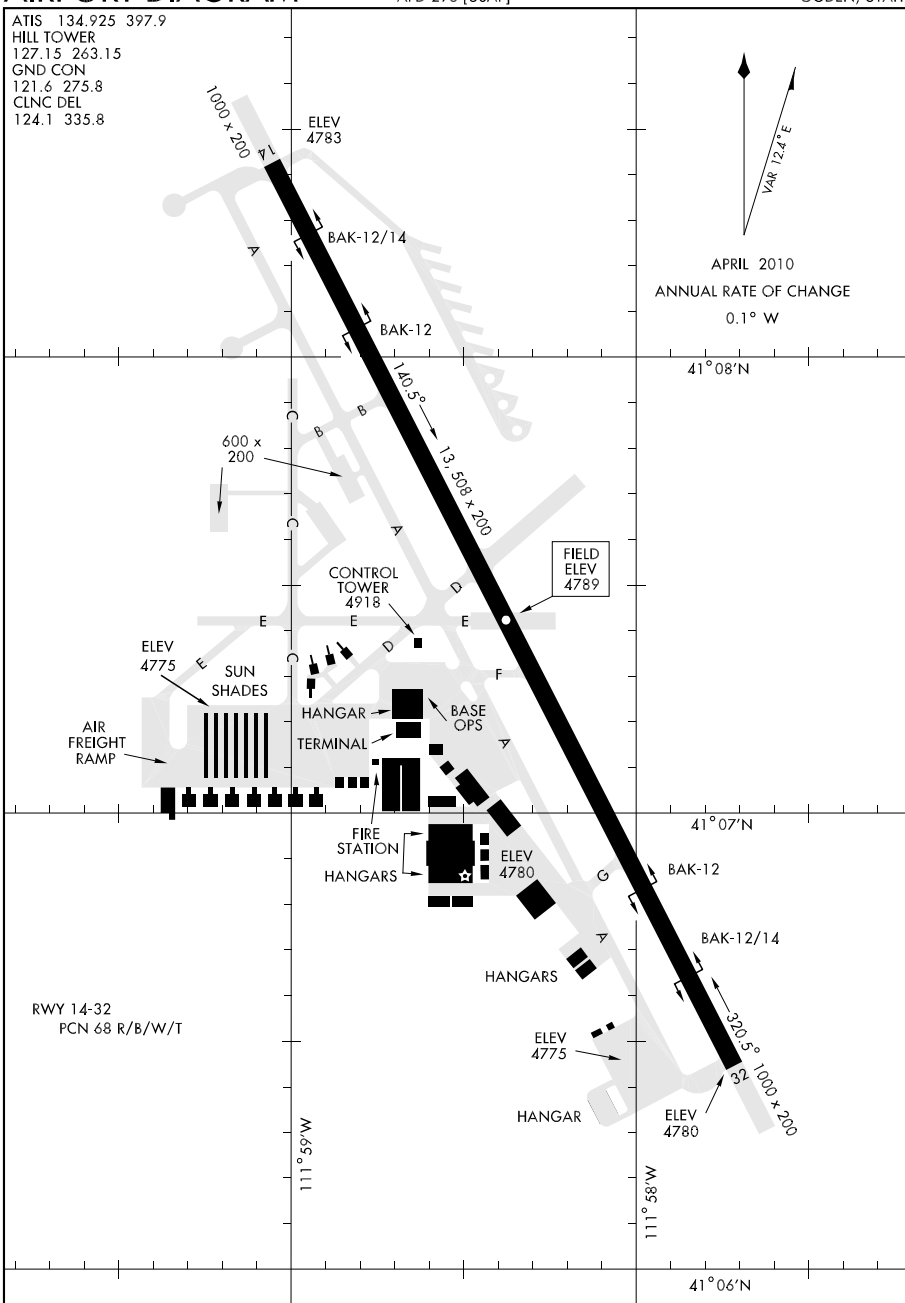 AIRPORT DIAGRAM
OGDEN, UTAH
ATIS 134.925 397.9
HILL TOWER
127.15 263.15
GND CON
121.6 275.8
CLNC DEL
124.1 335.8
1000 x 200
ELEV
4783
14
VAR 12.4° E
A
BAK-12/14
APRIL 2010
ANNUAL RATE OF CHANGE
0.1° W
BAK-12
41°08'N
140.5°
C
B
B
13, 508 x 200
600 x
200
C
A
FIELD
ELEV
4789
CONTROL
TOWER
4918
D
E
E
E
D
C
E
ELEV
4775
SUN
SHADES
F
HANGAR
BASE
OPS
TERMINAL
A
AIR
FREIGHT
RAMP
41°07'N
FIRE
STATION
HANGARS
ELEV
4780
G
BAK-12
A
BAK-12/14
HANGARS
RWY 14-32
PCN 68 R/B/W/T
320.5°
1000 x 200
ELEV
4775
32
HANGAR
ELEV
4780
111°59'W
111°58'W
41°06'N